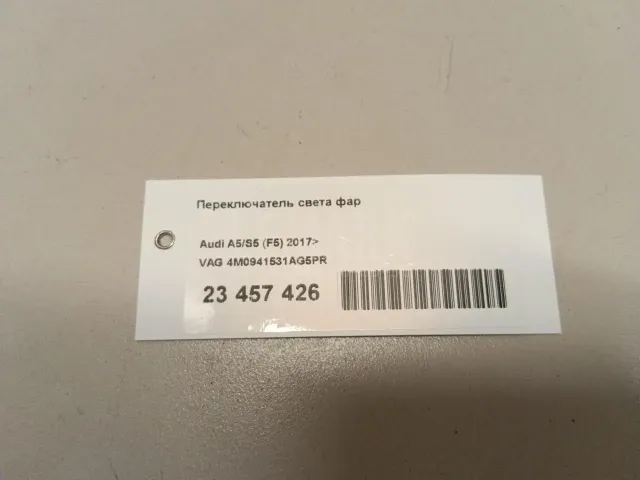 Переключатель света фар
Audi A5/S5 (F5) 2017>
VAG 4M0941531AG5PR
23 457 426